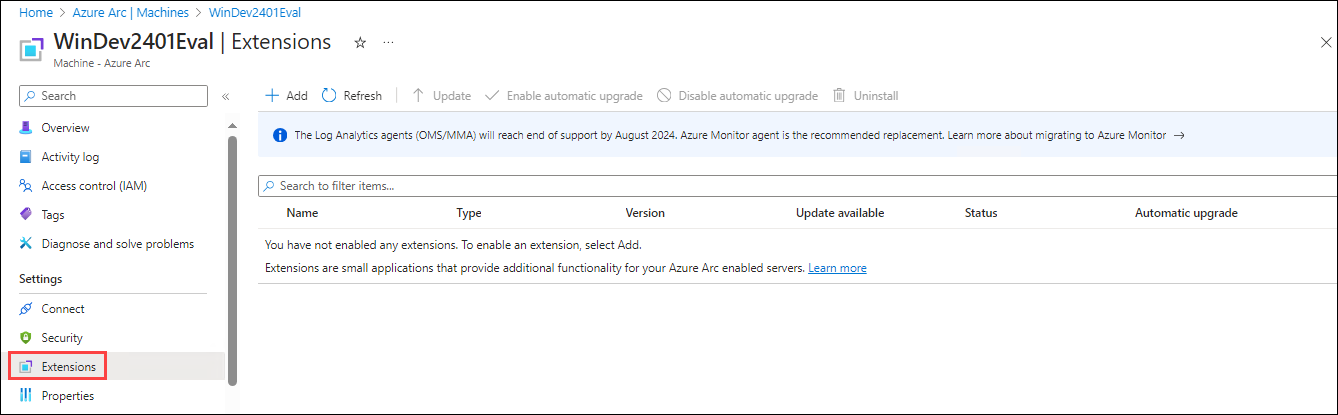 Home > Azure Arc | Machines > WinDev2401Eval >
WinDev2401Eval | Extensions
Machine - Azure Arc
Search
Overview
Activity log
Access control (IAM)
Tags
Diagnose and solve problems
Settings
Connect
Security
Extensions
Properties
Add Refresh Update Enable automatic upgrade Disable automatic upgrade Uninstall
The Log Analytics agents (OMS/MMA) will reach end of support by August 2024. Azure Monitor agent is the recommended replacement. Learn more about migrating to Azure Monitor →
Search to filter items...
Name Type Version Update available Status Automatic upgrade
You have not enabled any extensions. To enable an extension, select Add.
Extensions are small applications that provide additional functionality for your Azure Arc enabled servers. Learn more